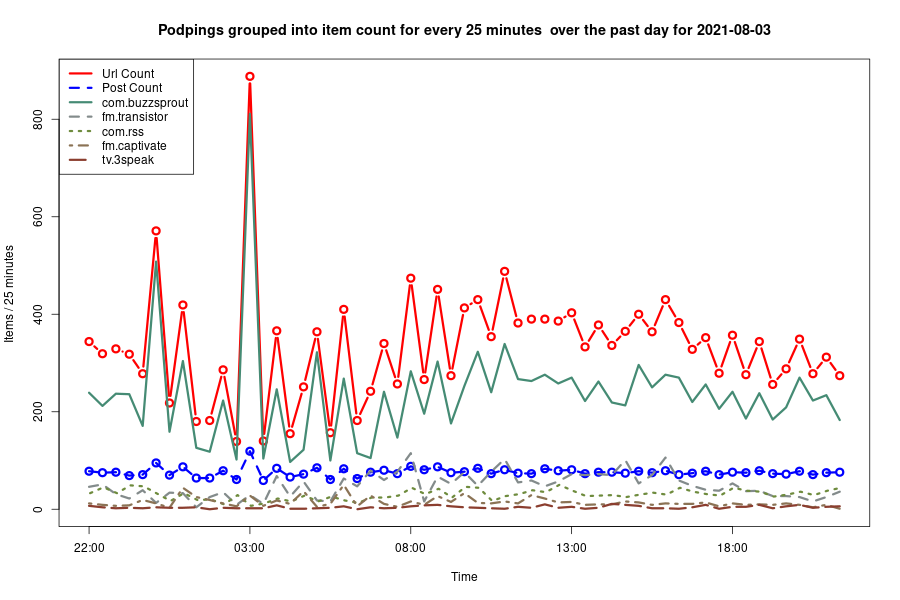 Podpings grouped into item count for every 25 minutes  over the past day for 2021-08-03
Url Count
Post Count
com.buzzsprout
fm.transistor
com.rss
fm.captivate
tv.3speak
Items / 25 minutes
800
600
400
200
0
22:00 03:00 08:00 13:00 18:00
Time